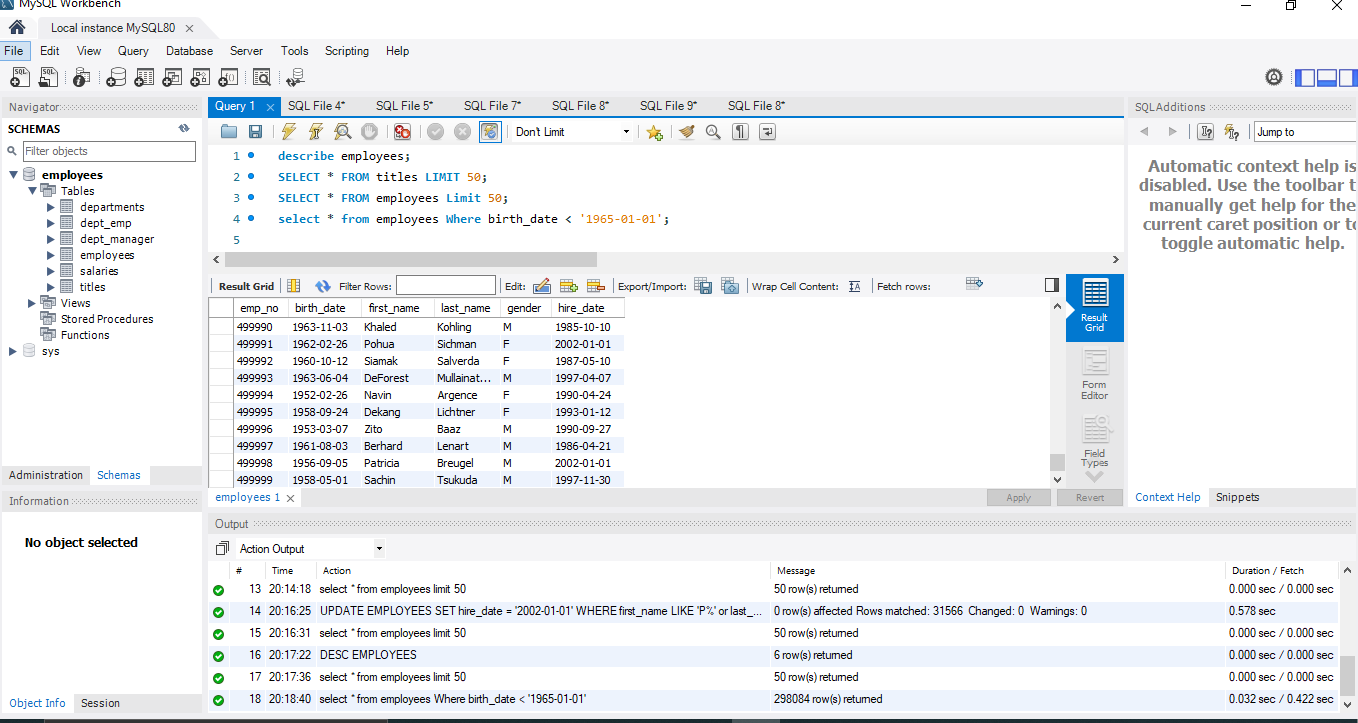 MySQL Workbench
Local instance MySQL80
File Edit View Query Database Server Tools Scripting Help
Navigator
SCHEMAS
Filter objects
employees
Tables
departments
dept_emp
dept_manager
employees
salaries
titles
Views
Stored Procedures
Functions
sys
Administration Schemas
Information
No object selected
Object Info Session
Query 1 SQL File 4* SQL File 5* SQL File 7* SQL File 8* SQL File 9* SQL File 8*
Don't Limit
1 describe employees;
2 SELECT * FROM titles LIMIT 50;
3 SELECT * FROM employees Limit 50;
4 select * from employees Where birth_date < '1965-01-01';
5
Result Grid Filter Rows: Edit: Export/Import: Wrap Cell Content: Fetch rows:
emp_no birth_date first_name last_name gender hire_date
499990 1963-11-03 Khaled Kohling M 1985-10-10
499991 1962-02-26 Pohua Sichman F 2002-01-01
499992 1960-10-12 Siamak Salverda F 1987-05-10
499993 1963-06-04 DeForest Mullainat... M 1997-04-07
499994 1952-02-26 Navin Argence F 1990-04-24
499995 1958-09-24 Dekang Lichtner F 1993-01-12
499996 1953-03-07 Zito Baaz M 1990-09-27
499997 1961-08-03 Berhard Lenart M 1986-04-21
499998 1956-09-05 Patricia Breugel M 2002-01-01
499999 1958-05-01 Sachin Tsukuda M 1997-11-30
Result
Grid
Form
Editor
Field
Types
employees 1 Apply Revert
SQLAdditions
Jump to
Automatic context help is
disabled. Use the toolbar t
manually get help for the
current caret position or to
toggle automatic help.
Context Help Snippets
Output
Action Output
# Time Action Message Duration / Fetch
13 20:14:18 select * from employees limit 50 50 row(s) returned 0.000 sec / 0.000 sec
14 20:16:25 UPDATE EMPLOYEES SET hire_date = '2002-01-01' WHERE first_name LIKE 'P%' or last_... 0 row(s) affected Rows matched: 31566 Changed: 0 Warnings: 0 0.578 sec
15 20:16:31 select * from employees limit 50 50 row(s) returned 0.000 sec / 0.000 sec
16 20:17:22 DESC EMPLOYEES 6 row(s) returned 0.000 sec / 0.000 sec
17 20:17:36 select * from employees limit 50 50 row(s) returned 0.000 sec / 0.000 sec
18 20:18:40 select * from employees Where birth_date < '1965-01-01' 298084 row(s) returned 0.032 sec / 0.422 sec